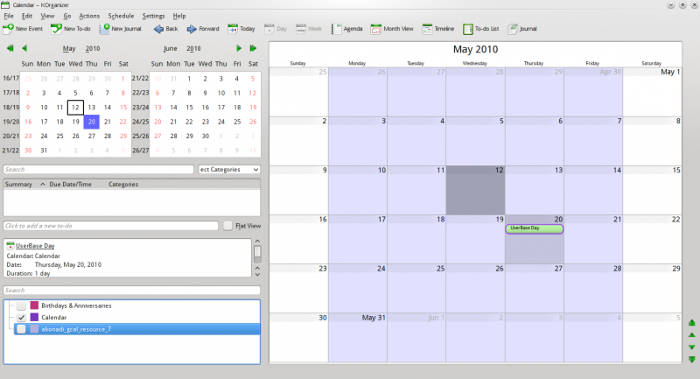 Calendar – KOrganizer
File Edit View Go Actions Schedule Settings Help
New Event New To-do New Journal Back Forward Today Day Week Agenda Month View Timeline To-do List Journal
May 2010
Sun Mon Tue Wed Thu Fri Sat
16/17 25 26 27 28 29 30 1
17/18 2 3 4 5 6 7 8
18/19 9 10 11 12 13 14 15
19/20 16 17 18 19 20 21 22
20/21 23 24 25 26 27 28 29
21/22 30 31 1 2 3 4 5
June 2010
Sun Mon Tue Wed Thu Fri Sat
21/22 30 31 1 2 3 4 5
22/23 6 7 8 9 10 11 12
23/24 13 14 15 16 17 18 19
24/25 20 21 22 23 24 25 26
25/26 27 28 29 30 1 2 3
26/27 4 5 6 7 8 9 10
Search ect Categories
Summary Due Date/Time Categories
Click to add a new to-do Flat View
UserBase Day
Calendar: Calendar
Date: Thursday, May 20, 2010
Duration: 1 day
Search
Birthdays & Anniversaries
Calendar
akonadi_gcal_resource_7
May 2010
Sunday Monday Tuesday Wednesday Thursday Friday Saturday
25 26 27 28 29 Apr 30 May 1
2 3 4 5 6 7 8
9 10 11 12 13 14 15
16 17 18 19 20 21 22
UserBase Day
23 24 25 26 27 28 29
30 May 31 Jun 1 2 3 4 5